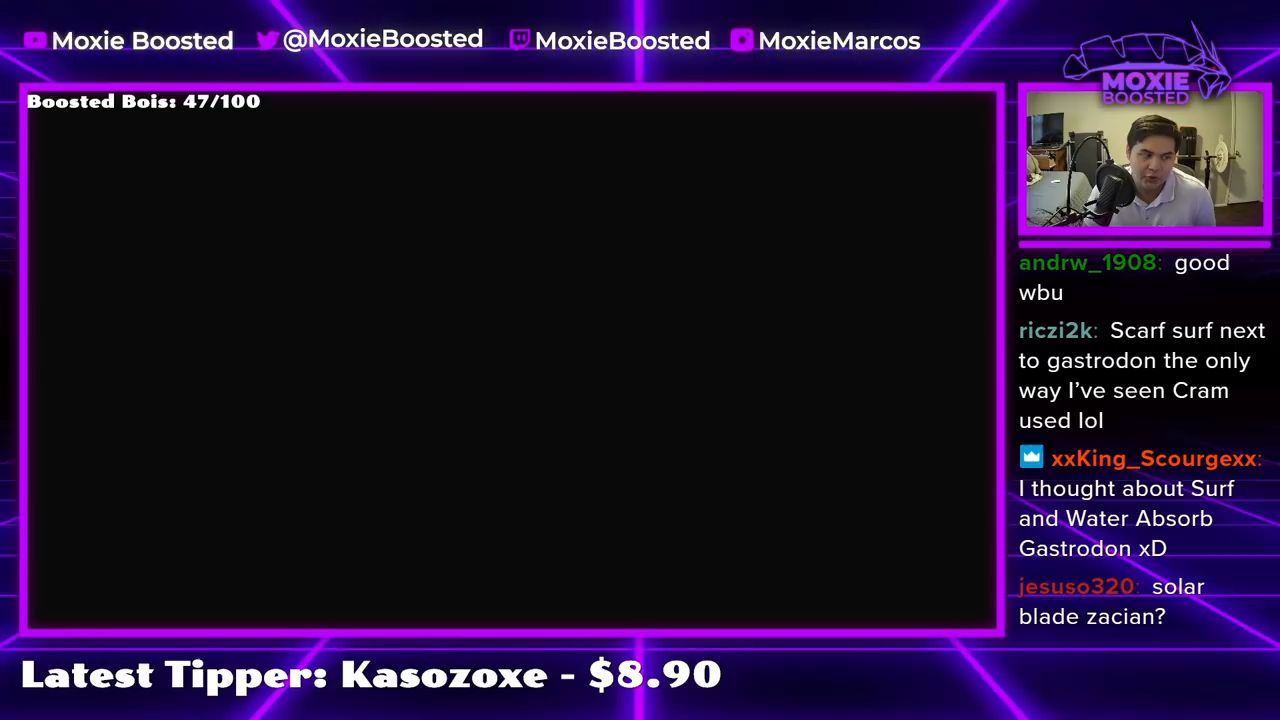 Moxie Boosted @MoxieBoosted MoxieBoosted MoxieMarcos
MOXIE
BOOSTED
Boosted Bois: 47/100
andrw_1908: good
wbu
riczi2k: Scarf surf next
to gastrodon the only
way I’ve seen Cram
used lol
xxKing_Scourgexx:
I thought about Surf
and Water Absorb
Gastrodon xD
jesuso320: solar
blade zacian?
Latest Tipper: Kasozoxe - $8.90